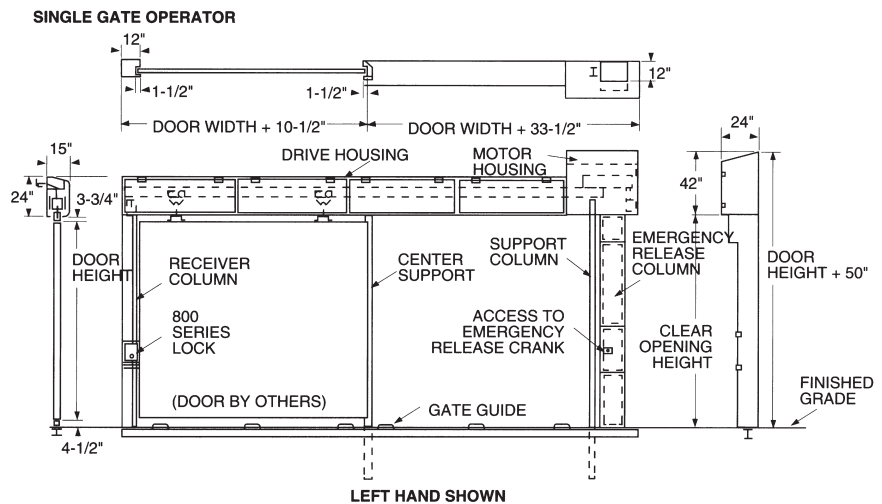 SINGLE GATE OPERATOR
12"
12"
1-1/2"
1-1/2"
DOOR WIDTH + 10-1/2"
DOOR WIDTH + 33-1/2"
15"
DRIVE HOUSING
MOTOR
HOUSING
24"
24"
3-3/4"
42"
DOOR
HEIGHT
RECEIVER
COLUMN
CENTER
SUPPORT
SUPPORT
COLUMN
EMERGENCY
RELEASE
COLUMN
DOOR
HEIGHT + 50"
800
SERIES
LOCK
ACCESS TO
EMERGENCY
RELEASE CRANK
CLEAR
OPENING
HEIGHT
(DOOR BY OTHERS)
GATE GUIDE
FINISHED
GRADE
4-1/2"
LEFT HAND SHOWN